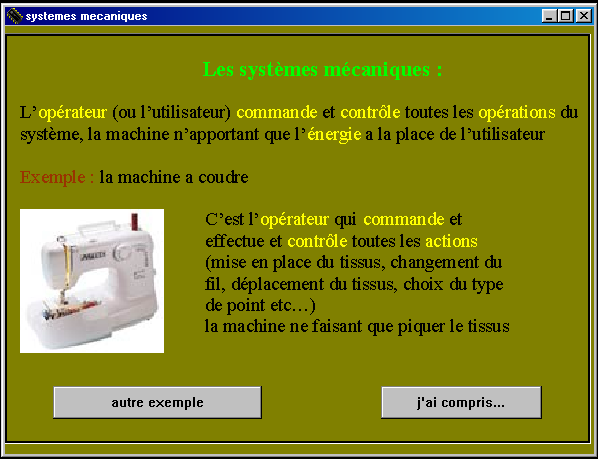 systemes mecaniques
Les systèmes mécaniques :
L'opérateur (ou l'utilisateur) commande et contrôle toutes les opérations du
système, la machine n'apportant que l'énergie a la place de l'utilisateur
Exemple : la machine a coudre
C'est l'opérateur qui commande et
effectue et contrôle toutes les actions
(mise en place du tissus, changement du
fil, déplacement du tissus, choix du type
de point etc…)
la machine ne faisant que piquer le tissus
autre exemple
j'ai compris...